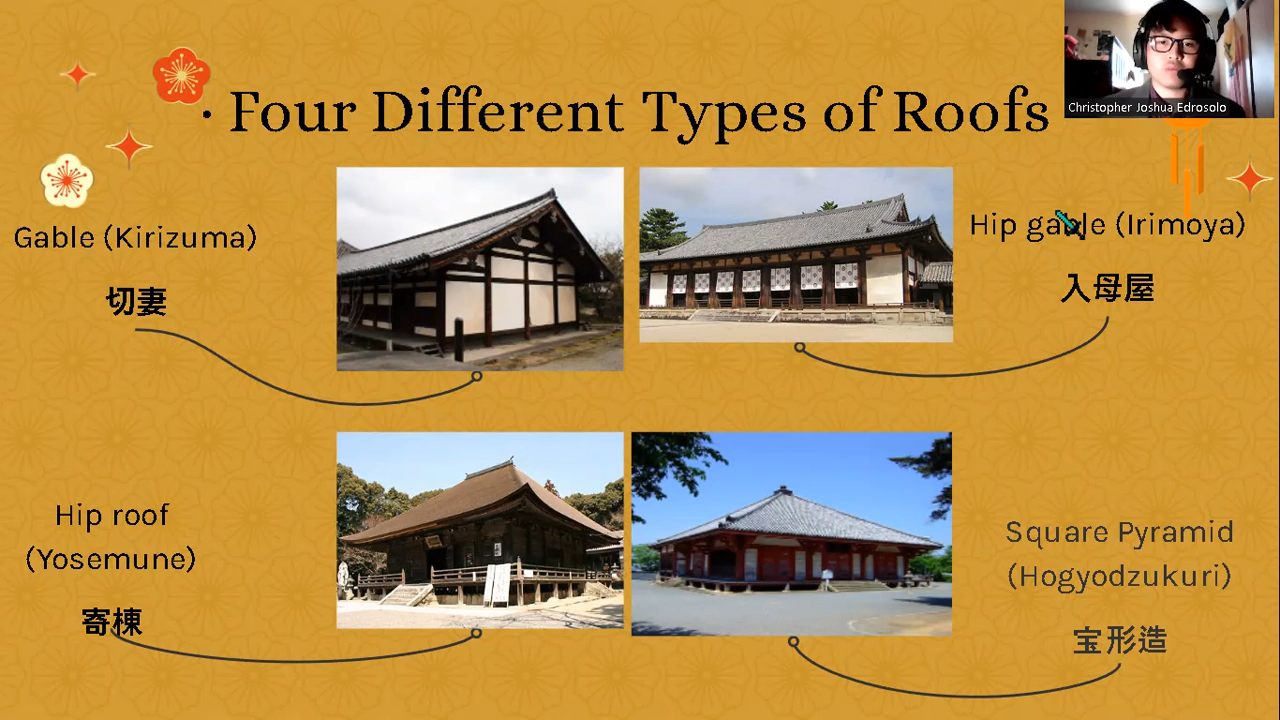 · Four Different Types of Roofs
Christopher Joshua Edrosolo
Gable (Kirizuma)
切妻
Hip gable (Irimoya)
入母屋
Hip roof
(Yosemune)
寄棟
Square Pyramid
(Hogyodzukuri)
宝形造